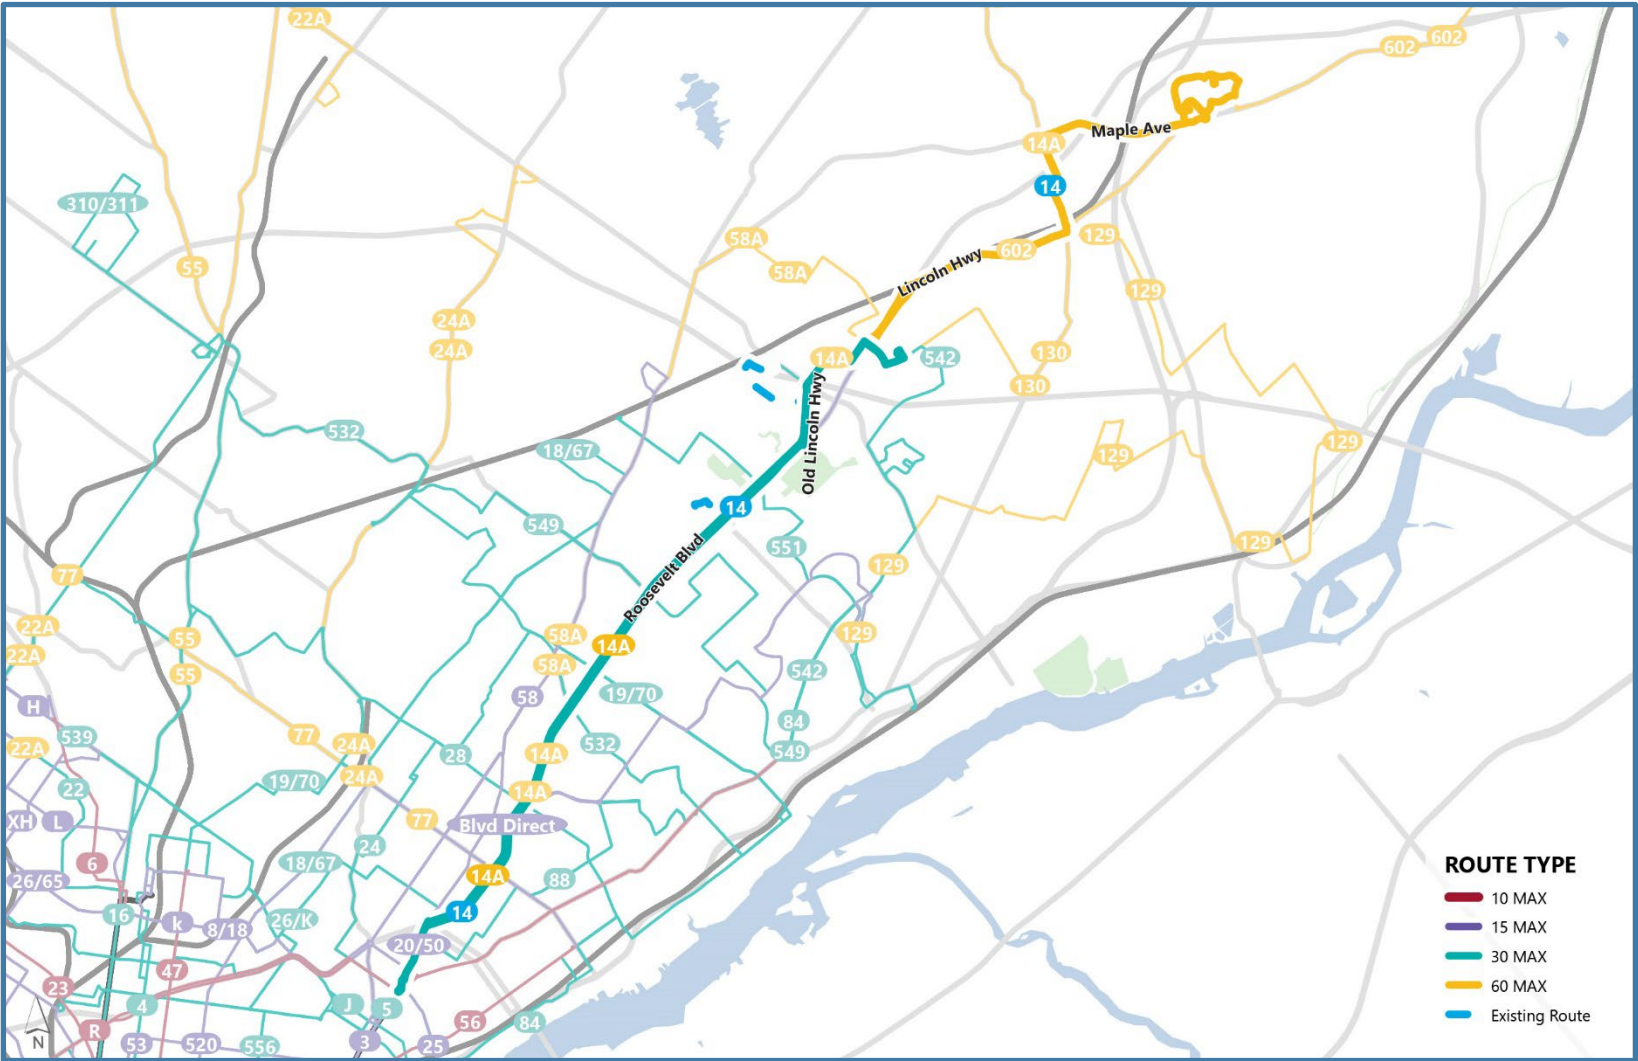 22A
602
602
Maple Ave
14A
14
310/311
129
58A
602
55
58A
Lincoln Hwy
129
24A
24A
130
14A
542
130
Old Lincoln Hwy
532
129
18/67
129
14
549
129
551
129
Roosevelt Blvd
77
22A
129
55
58A
14A
22A
58A
542
55
19/70
58
H
84
77
539
24A
532
22A
549
28
14A
24A
19/70
22
14A
77
XH
L
Blvd Direct
24
6
18/67
ROUTE TYPE
14A
88
26/65
10 MAX
14
16
26/K
k
8/18
15 MAX
20/50
30 MAX
47
60 MAX
23
4
J
5
Existing Route
56
84
R
N
53
520
556
3
25